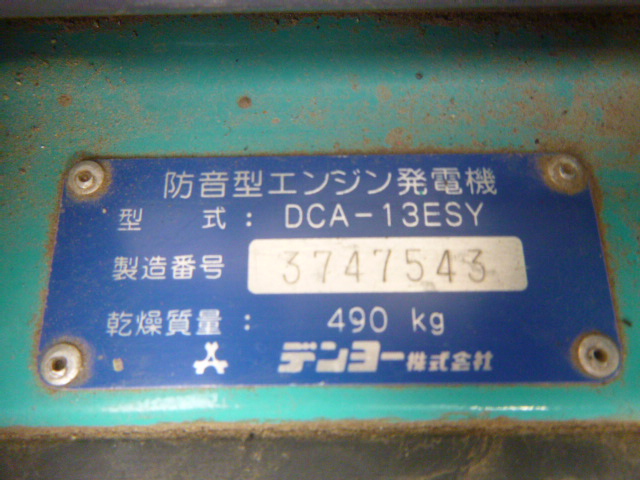 防音型エンジン発電機
型 式 : DCA-13ESY
製造番号 3747543
乾燥質量 : 490 kg
デンヨー株式会社